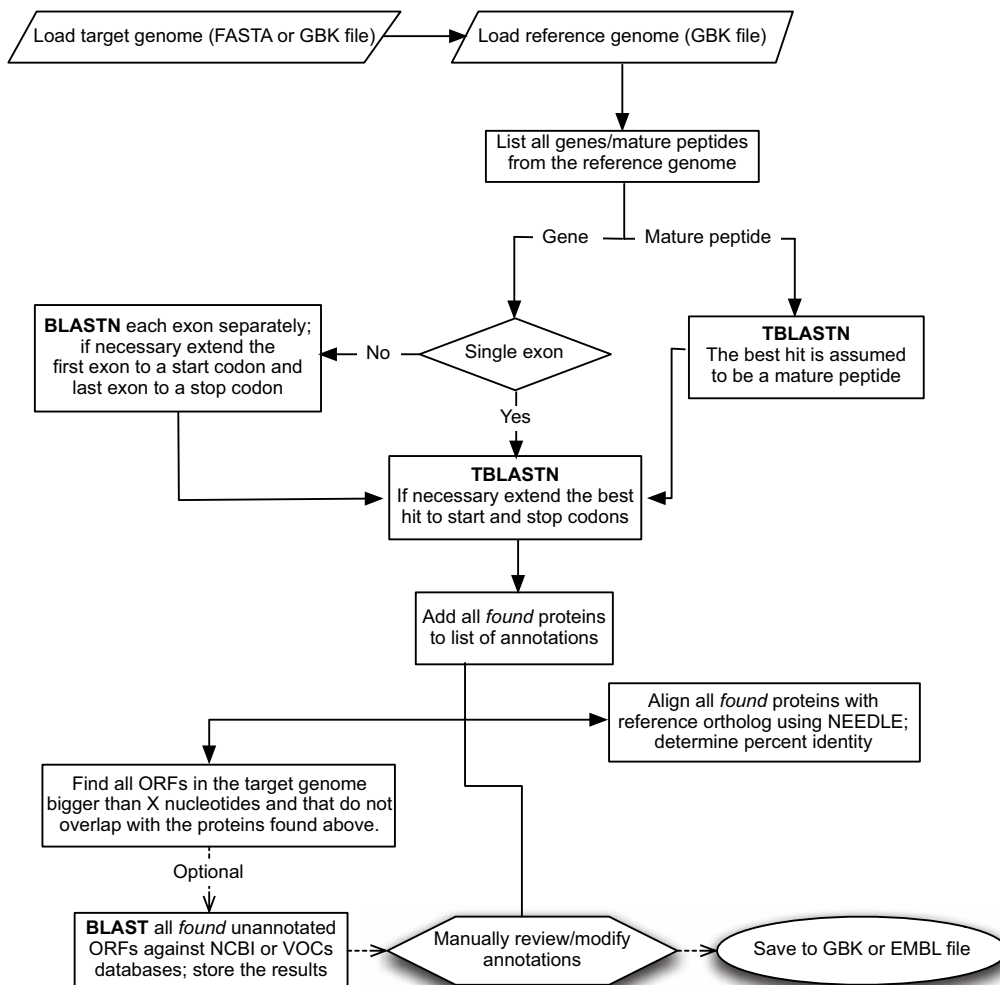 Load target genome (FASTA or GBK file)
Load reference genome (GBK file)
List all genes/mature peptides
from the reference genome
Gene
Mature peptide
BLASTN each exon separately;
if necessary extend the
first exon to a start codon and
last exon to a stop codon
No
Single exon
TBLASTN
The best hit is assumed
to be a mature peptide
Yes
TBLASTN
If necessary extend the best
hit to start and stop codons
Add all found proteins
to list of annotations
Align all found proteins with
reference ortholog using NEEDLE;
determine percent identity
Find all ORFs in the target genome
bigger than X nucleotides and that do not
overlap with the proteins found above.
Optional
BLAST all found unannotated
ORFs against NCBI or VOCs
databases; store the results
Manually review/modify
annotations
Save to GBK or EMBL file